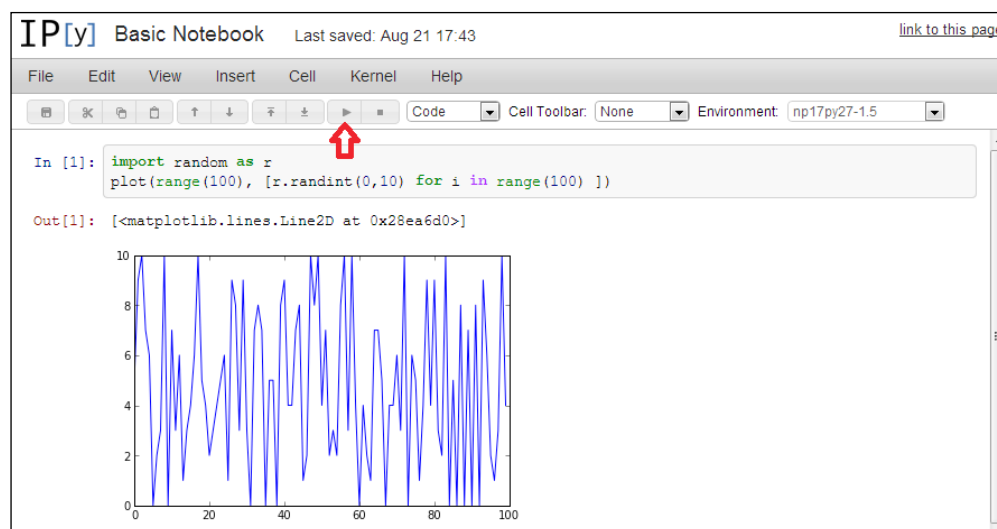 IP[y] Basic Notebook Last saved: Aug 21 17:43 link to this page
File Edit View Insert Cell Kernel Help
Code Cell Toolbar: None Environment: np17py27-1.5
In [1]: import random as r
plot(range(100), [r.randint(0,10) for i in range(100) ])
Out[1]: [<matplotlib.lines.Line2D at 0x28ea6d0>]
10
8
6
4
2
0
0 20 40 60 80 100